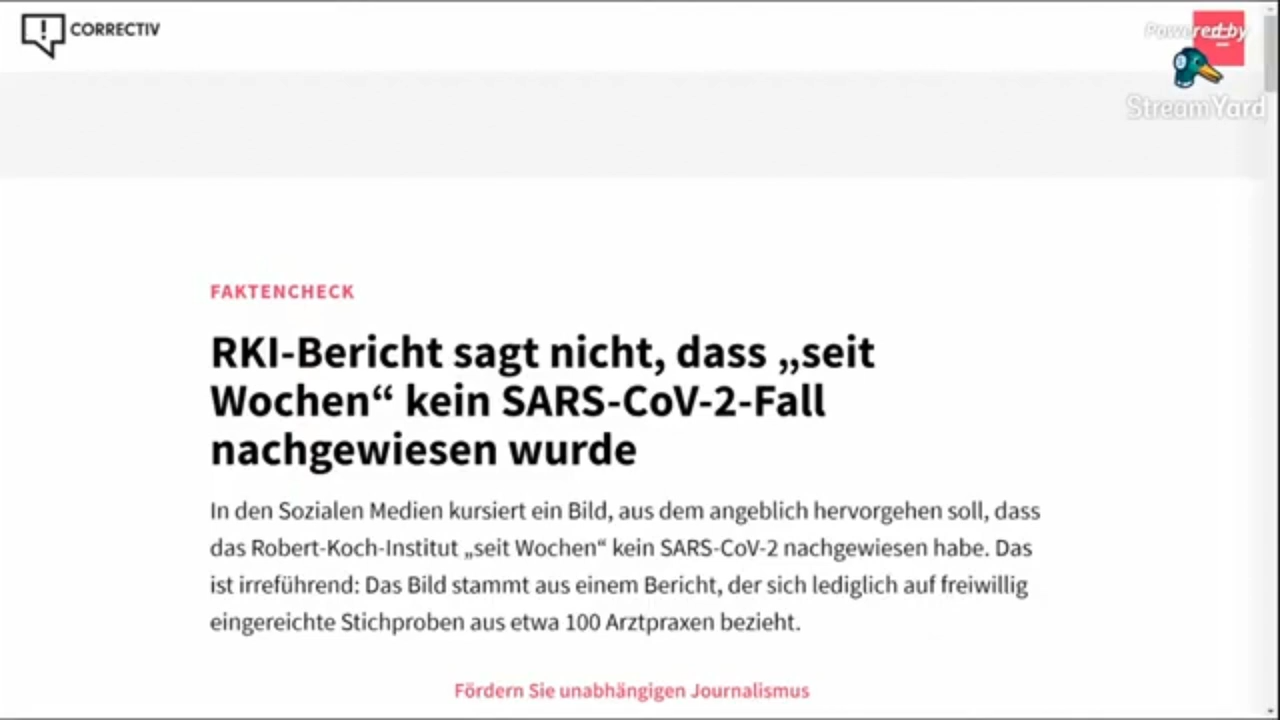 CORRECTIV
Powered by
StreamYard
FAKTENCHECK
RKI-Bericht sagt nicht, dass „seit
Wochen“ kein SARS-CoV-2-Fall
nachgewiesen wurde
In den Sozialen Medien kursiert ein Bild, aus dem angeblich hervorgehen soll, dass
das Robert-Koch-Institut „seit Wochen“ kein SARS-CoV-2 nachgewiesen habe. Das
ist irreführend: Das Bild stammt aus einem Bericht, der sich lediglich auf freiwillig
eingereichte Stichproben aus etwa 100 Arztpraxen bezieht.
Fördern Sie unabhängigen Journalismus